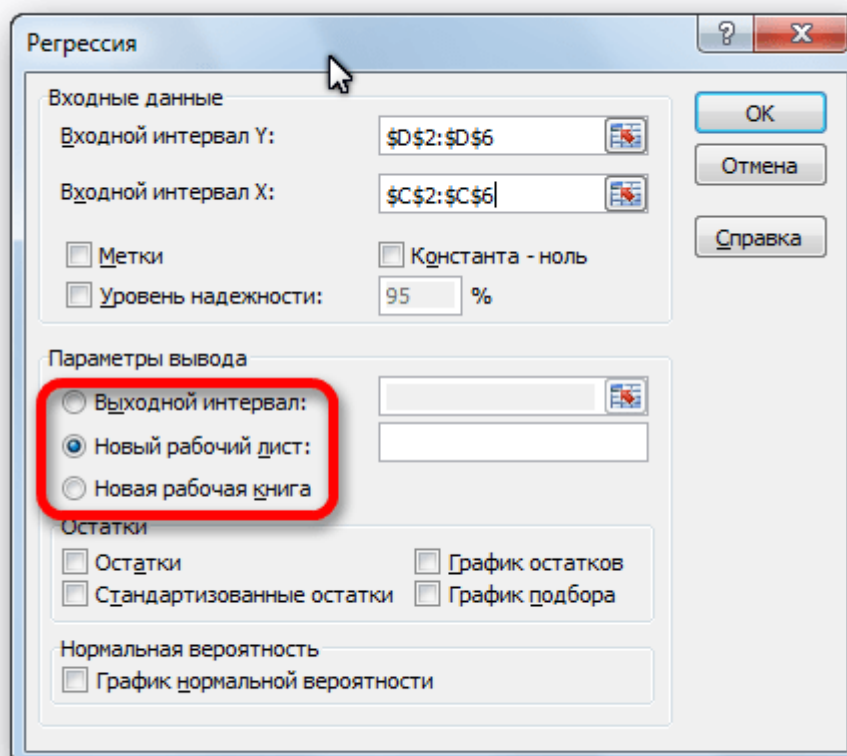 Регрессия
Входные данные
Входной интервал Y: $D$2:$D$6
Входной интервал X: $C$2:$C$6
Метки Константа - ноль
Уровень надежности: 95 %
ОК
Отмена
Справка
Параметры вывода
Выходной интервал:
Новый рабочий лист:
Новая рабочая книга
Остатки
Остатки График остатков
Стандартизованные остатки График подбора
Нормальная вероятность
График нормальной вероятности